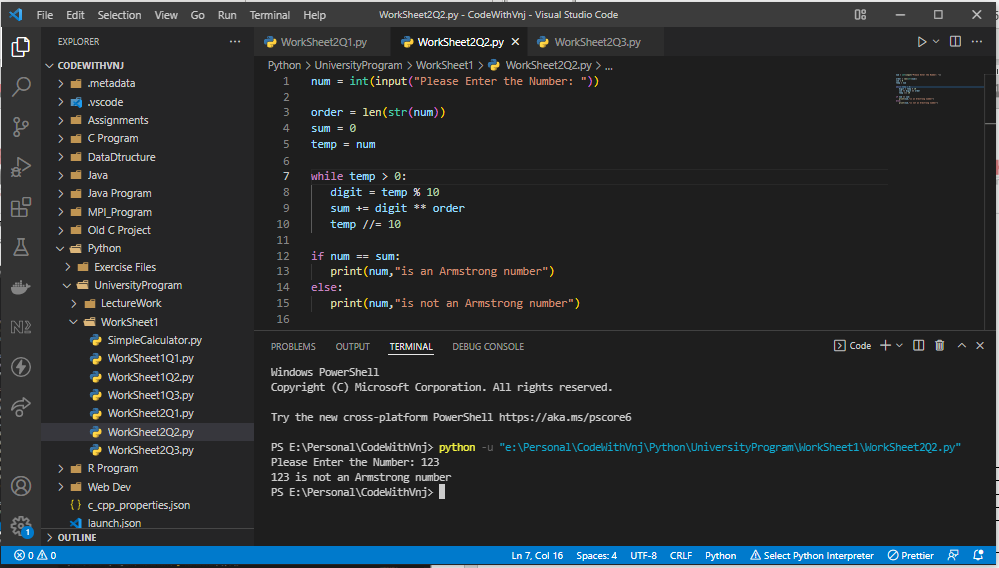 File Edit Selection View Go Run Terminal Help WorkSheet2Q2.py - CodeWithVnj - Visual Studio Code
EXPLORER
CODEWITHVNJ
.metadata
.vscode
Assignments
C Program
DataDtructure
Java
Java Program
MPI_Program
Old C Project
Python
Exercise Files
UniversityProgram
LectureWork
WorkSheet1
SimpleCalculator.py
WorkSheet1Q1.py
WorkSheet1Q2.py
WorkSheet1Q3.py
WorkSheet2Q1.py
WorkSheet2Q2.py
WorkSheet2Q3.py
R Program
Web Dev
c_cpp_properties.json
launch.json
OUTLINE
WorkSheet2Q1.py WorkSheet2Q2.py WorkSheet2Q3.py
Python > UniversityProgram > WorkSheet1 > WorkSheet2Q2.py > ...
1 num = int(input("Please Enter the Number: "))
2
3 order = len(str(num))
4 sum = 0
5 temp = num
6
7 while temp > 0:
8 digit = temp % 10
9 sum += digit ** order
10 temp //= 10
11
12 if num == sum:
13 print(num,"is an Armstrong number")
14 else:
15 print(num,"is not an Armstrong number")
16
PROBLEMS OUTPUT TERMINAL DEBUG CONSOLE Code
Windows PowerShell
Copyright (C) Microsoft Corporation. All rights reserved.
Try the new cross-platform PowerShell https://aka.ms/pscore6
PS E:\Personal\CodeWithVnj> python -u "e:\Personal\CodeWithVnj\Python\UniversityProgram\WorkSheet1\WorkSheet2Q2.py"
Please Enter the Number: 123
123 is not an Armstrong number
PS E:\Personal\CodeWithVnj>
1
0 0 Ln 7, Col 16 Spaces: 4 UTF-8 CRLF Python Select Python Interpreter Prettier